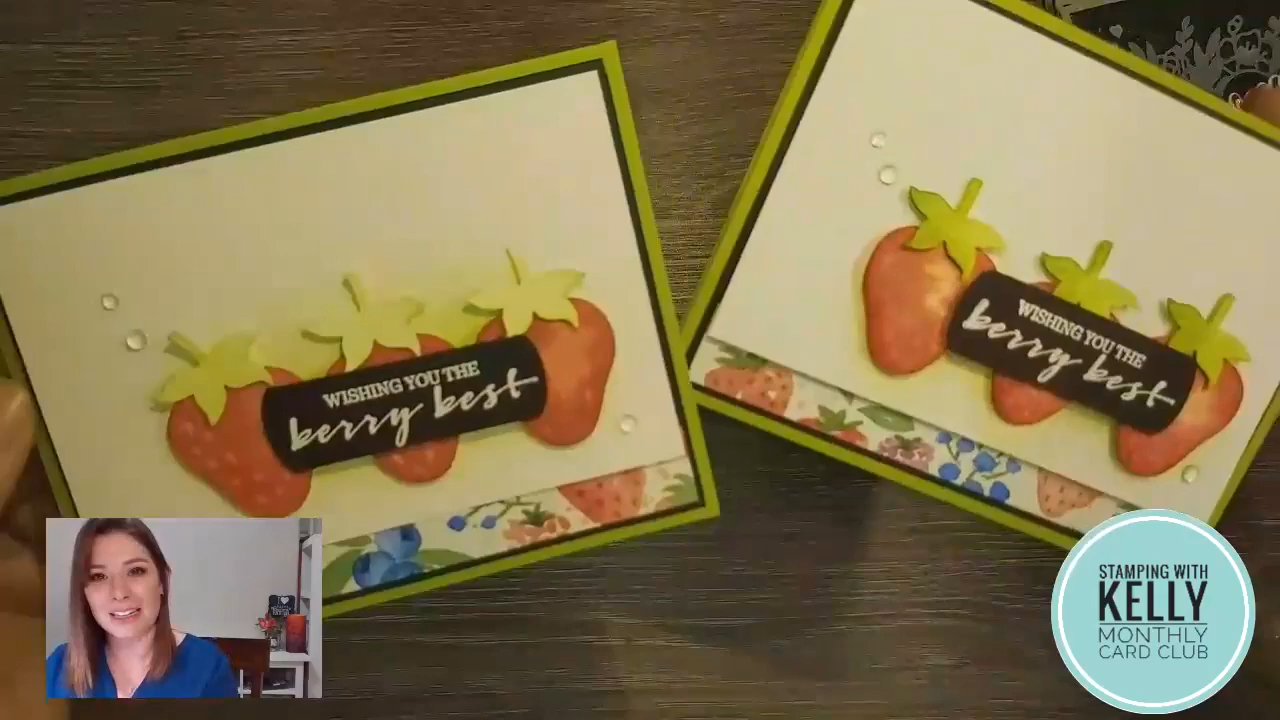 WISHING YOU THE
berry best
WISHING YOU THE
berry best
STAMPING WITH
KELLY
MONTHLY
CARD CLUB